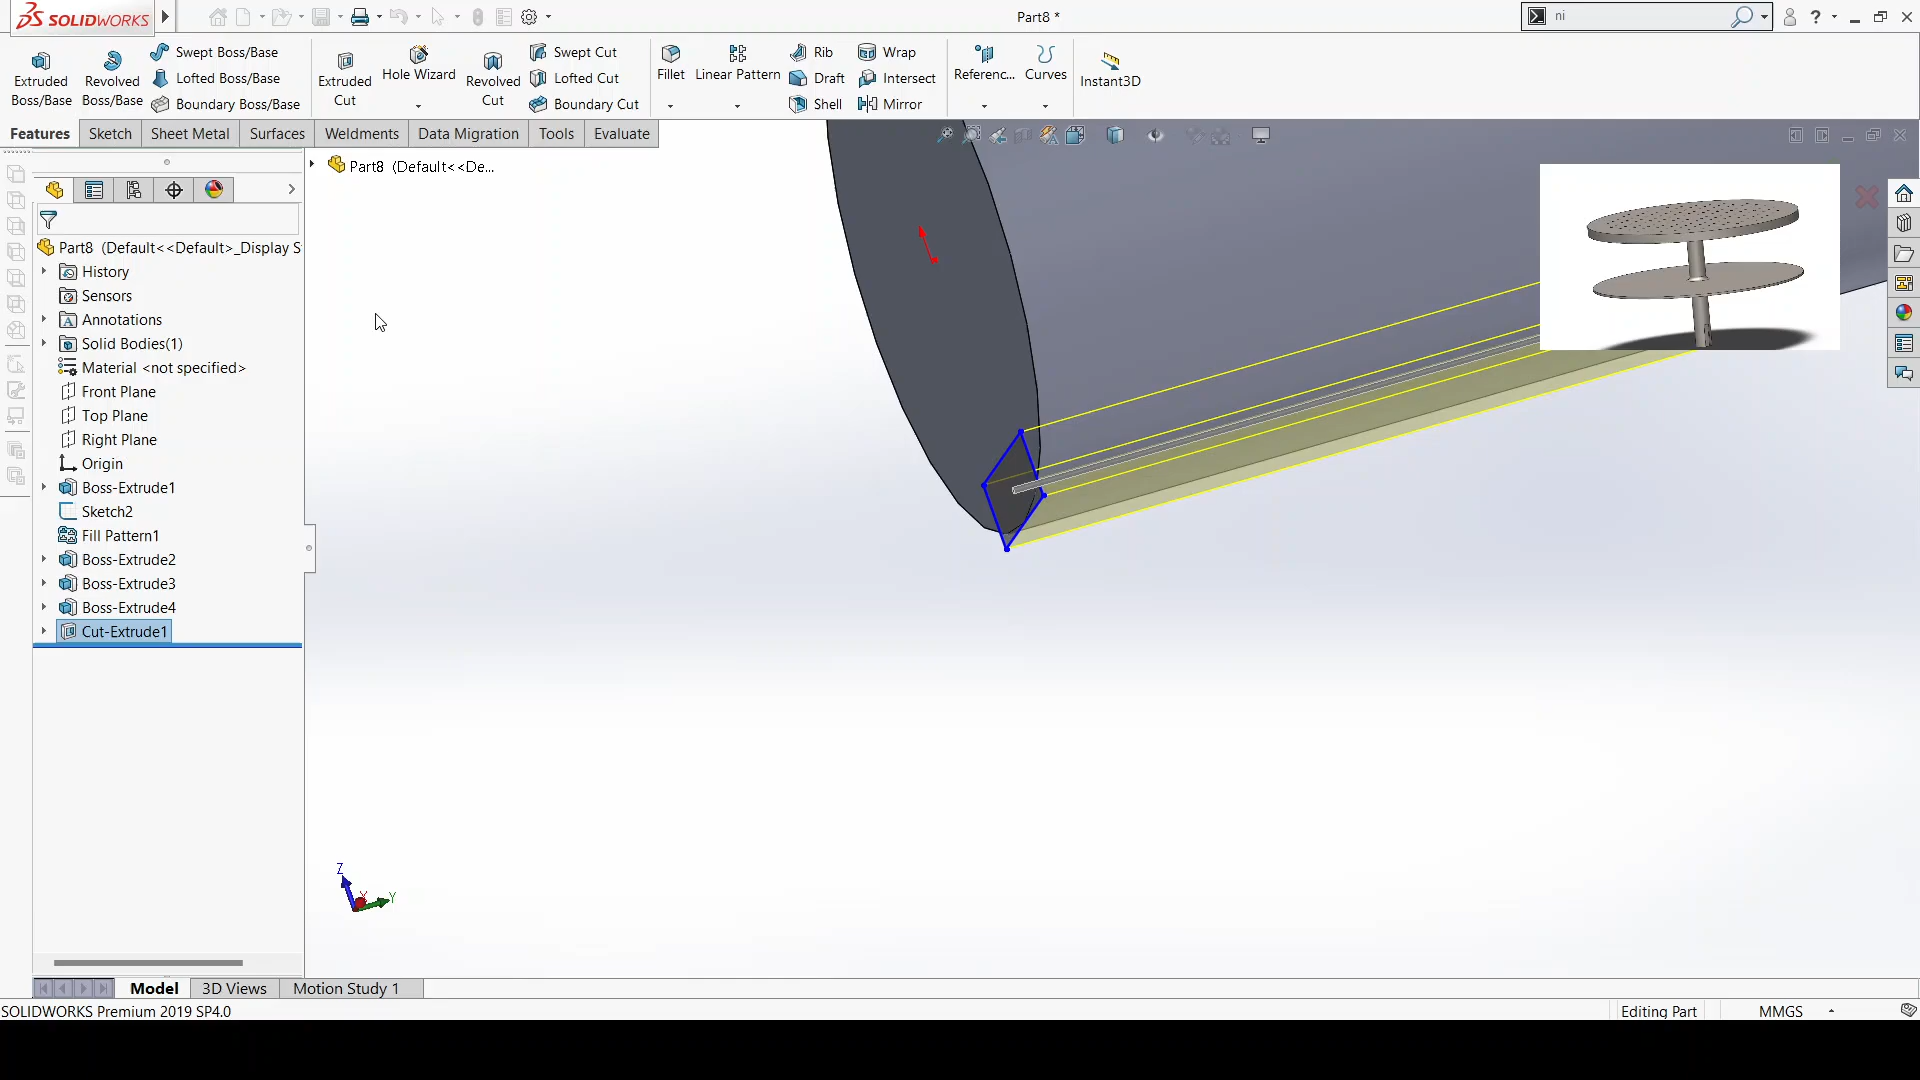 SOLIDWORKS
Part8 *
ni
Extruded Boss/Base
Revolved Boss/Base
Swept Boss/Base
Lofted Boss/Base
Boundary Boss/Base
Extruded Cut
Hole Wizard
Revolved Cut
Swept Cut
Lofted Cut
Boundary Cut
Fillet
Linear Pattern
Rib
Draft
Shell
Wrap
Intersect
Mirror
Referenc...
Curves
Instant3D
Features Sketch Sheet Metal Surfaces Weldments Data Migration Tools Evaluate
Part8 (Default<<De...
Part8 (Default<<Default>_Display S
History
Sensors
Annotations
Solid Bodies(1)
Material <not specified>
Front Plane
Top Plane
Right Plane
Origin
Boss-Extrude1
Sketch2
Fill Pattern1
Boss-Extrude2
Boss-Extrude3
Boss-Extrude4
Cut-Extrude1
Z
X
Y
Model 3D Views Motion Study 1
SOLIDWORKS Premium 2019 SP4.0
Editing Part
MMGS